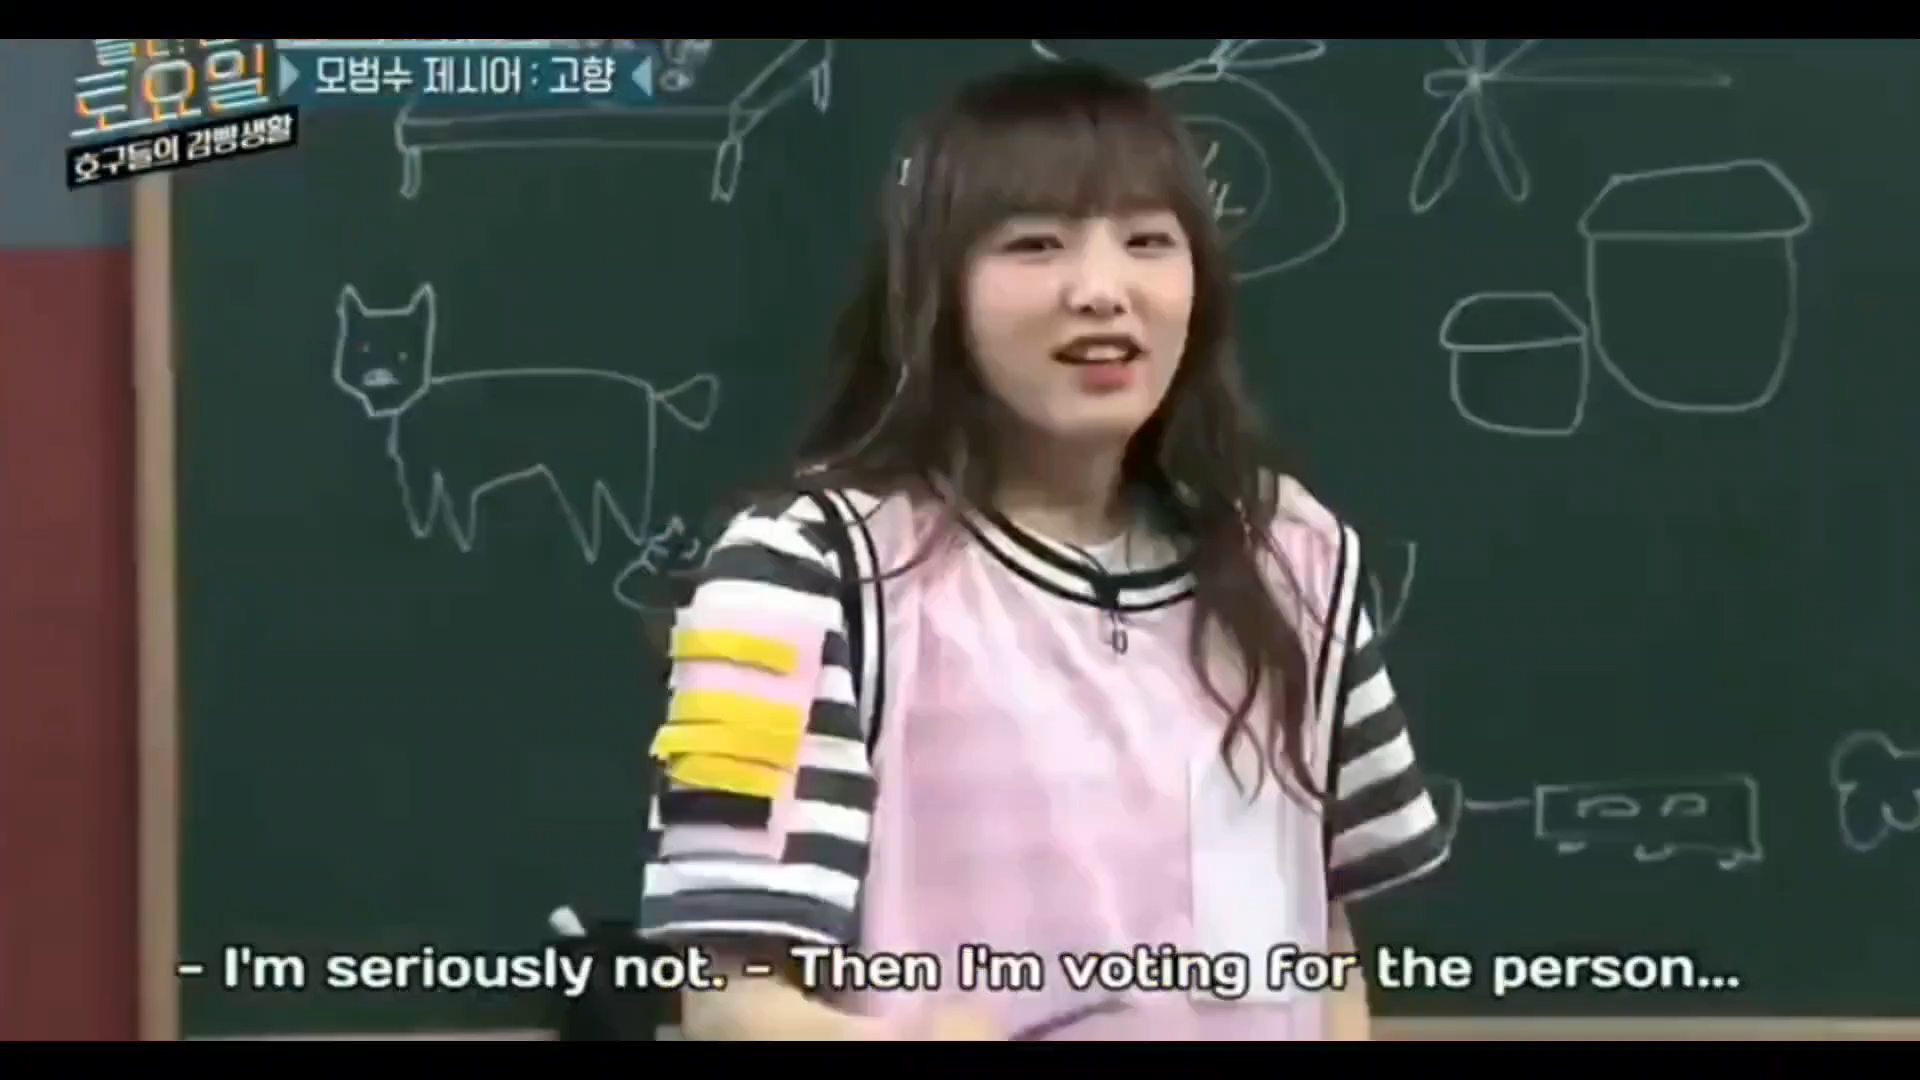 토요일
호구들의 감빵생활
모범수 제시어 : 고향
- I'm seriously not. - Then I'm voting for the person...